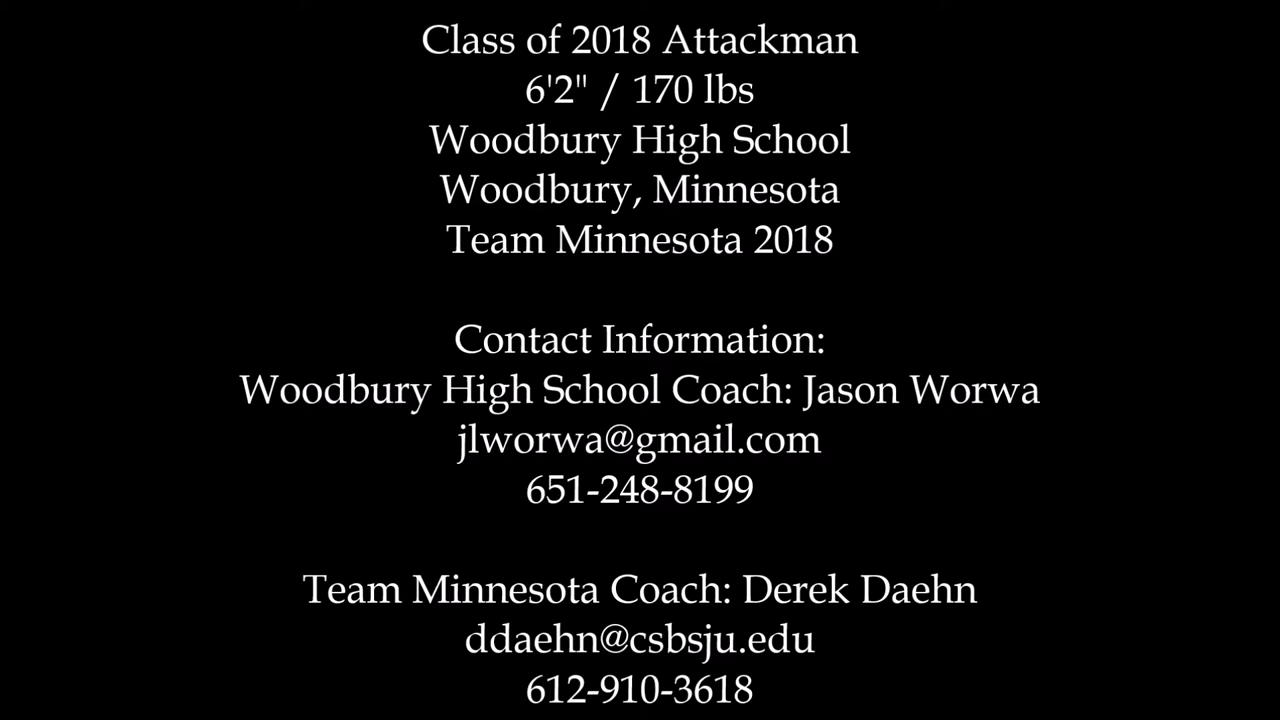 Class of 2018 Attackman
6'2" / 170 lbs
Woodbury High School
Woodbury, Minnesota
Team Minnesota 2018
Contact Information:
Woodbury High School Coach: Jason Worwa
jlworwa@gmail.com
651-248-8199
Team Minnesota Coach: Derek Daehn
ddaehn@csbsju.edu
612-910-3618